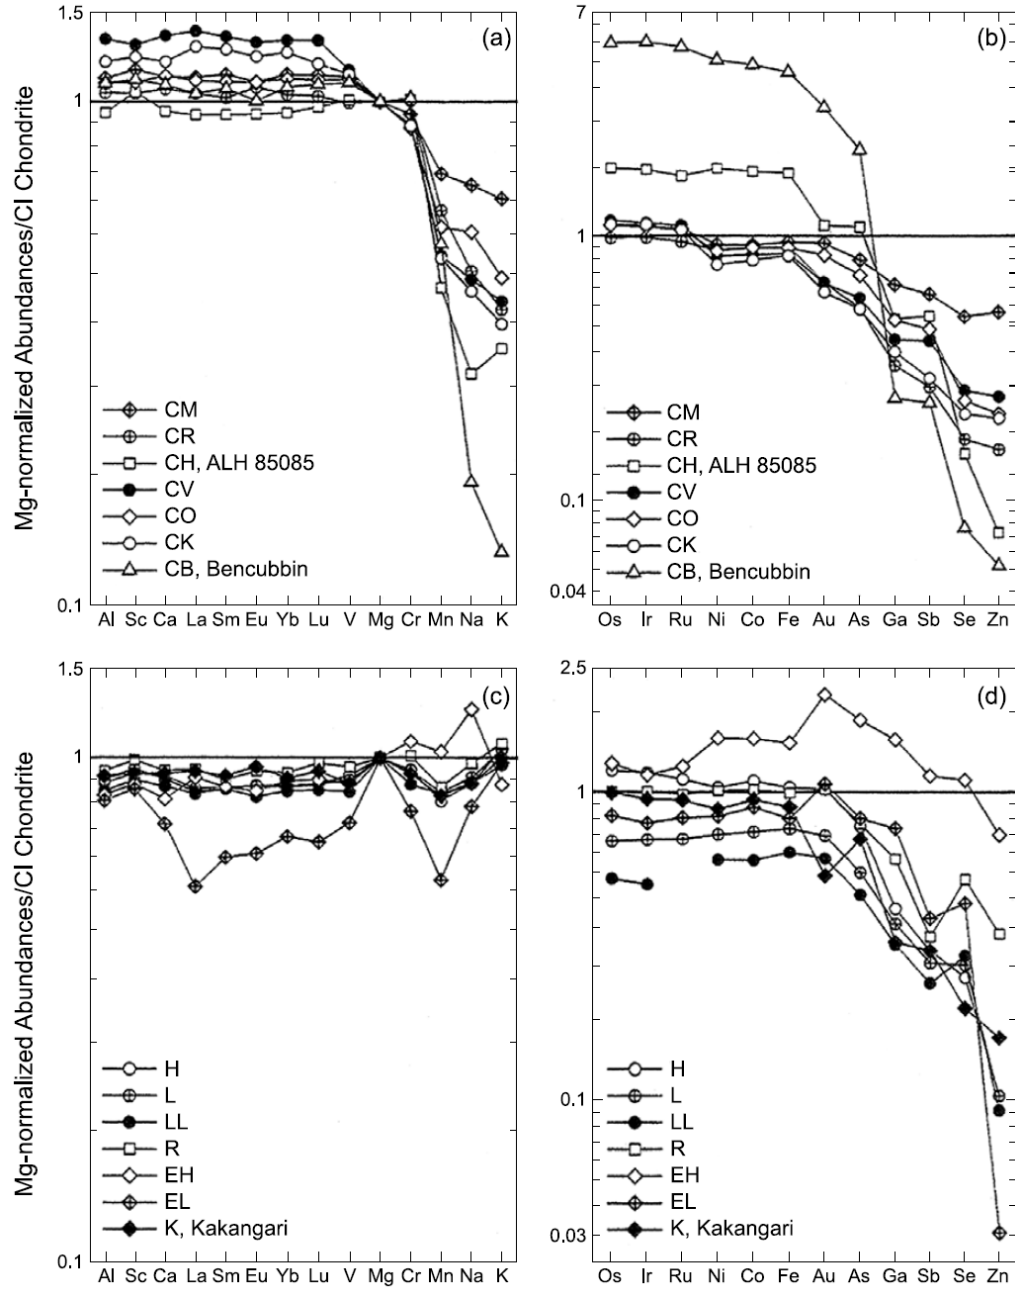 Mg-normalized Abundances/CI Chondrite
1.5
1
0.1
(a)
CM
CR
CH, ALH 85085
CV
CO
CK
CB, Bencubbin
Al Sc Ca La Sm Eu Yb Lu V Mg Cr Mn Na K
7
1
0.1
0.04
(b)
CM
CR
CH, ALH 85085
CV
CO
CK
CB, Bencubbin
Os Ir Ru Ni Co Fe Au As Ga Sb Se Zn
Mg-normalized Abundances/CI Chondrite
1.5
1
0.1
(c)
H
L
LL
R
EH
EL
K, Kakangari
Al Sc Ca La Sm Eu Yb Lu V Mg Cr Mn Na K
2.5
1
0.1
0.03
(d)
H
L
LL
R
EH
EL
K, Kakangari
Os Ir Ru Ni Co Fe Au As Ga Sb Se Zn